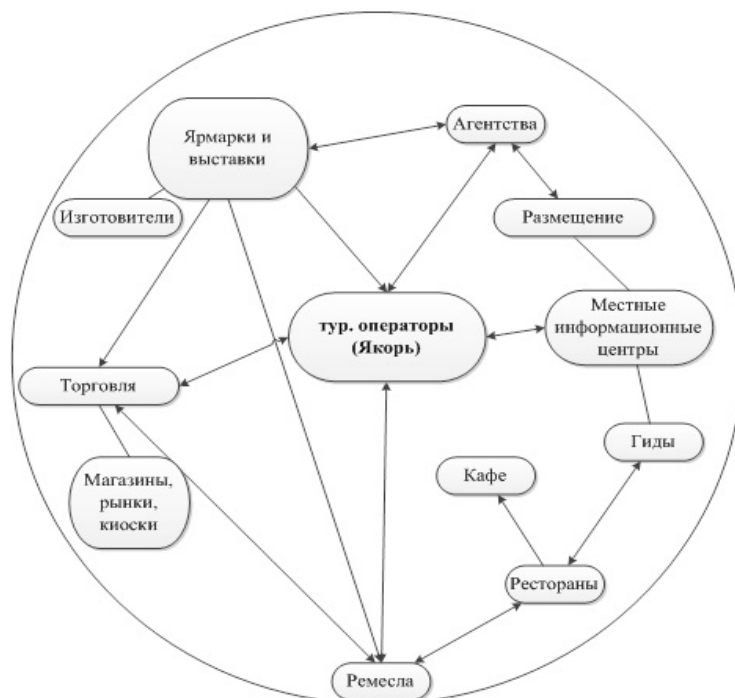 Агентства
Ярмарки и
выставки
Изготовители
Размещение
Местные
информационные
центры
тур. операторы
(Якорь)
Торговля
Гиды
Кафе
Магазины,
рынки,
киоски
Рестораны
Ремесла